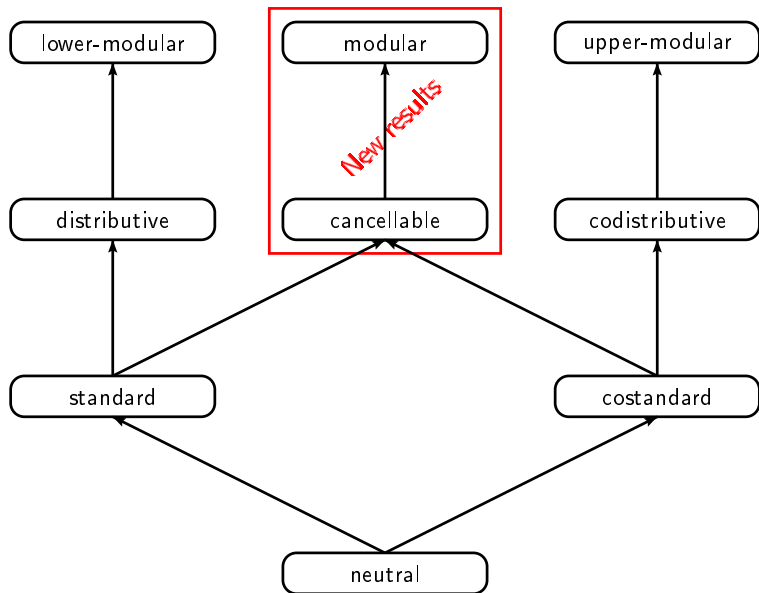 lower-modular
modular
upper-modular
New results
distributive
cancellable
codistributive
standard
costandard
neutral